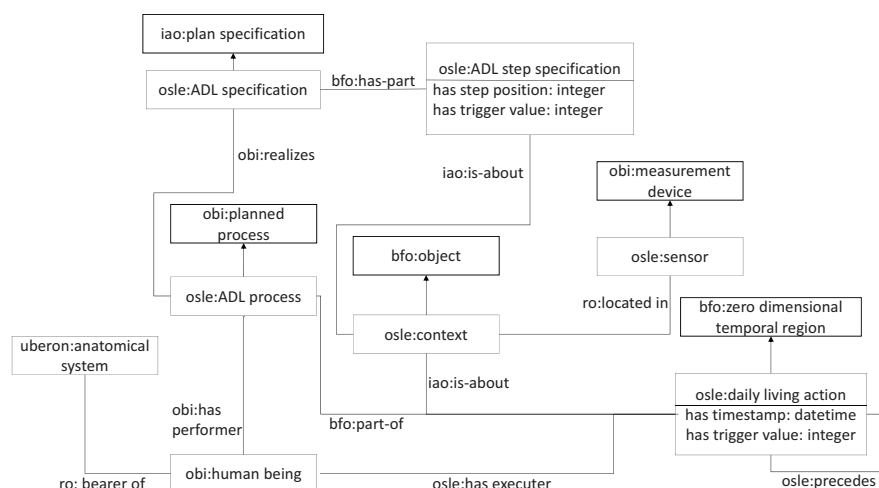 iao:plan specification
osle:ADL specification
bfo:has-part
osle:ADL step specification
has step position: integer
has trigger value: integer
obi:realizes
iao:is-about
obi:measurement
device
obi:planned
process
bfo:object
osle:sensor
osle:ADL process
ro:located in
bfo:zero dimensional
temporal region
uberon:anatomical
system
osle:context
iao:is-about
osle:daily living action
has timestamp: datetime
has trigger value: integer
obi:has
performer
bfo:part-of
ro: bearer of
obi:human being
osle:has executer
osle:precedes